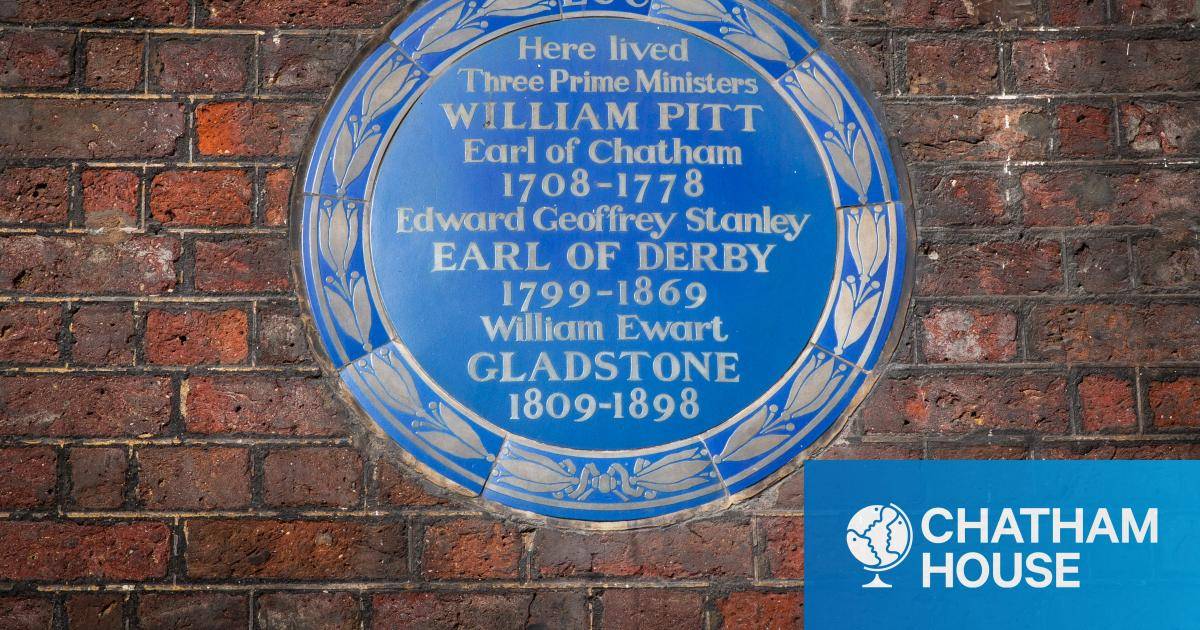 Here lived
Three Prime Ministers
WILLIAM PITT
Earl of Chatham
1708-1778
Edward Geoffrey Stanley
EARL OF DERBY
1799-1869
William Ewart
GLADSTONE
1809-1898
CHATHAM
HOUSE